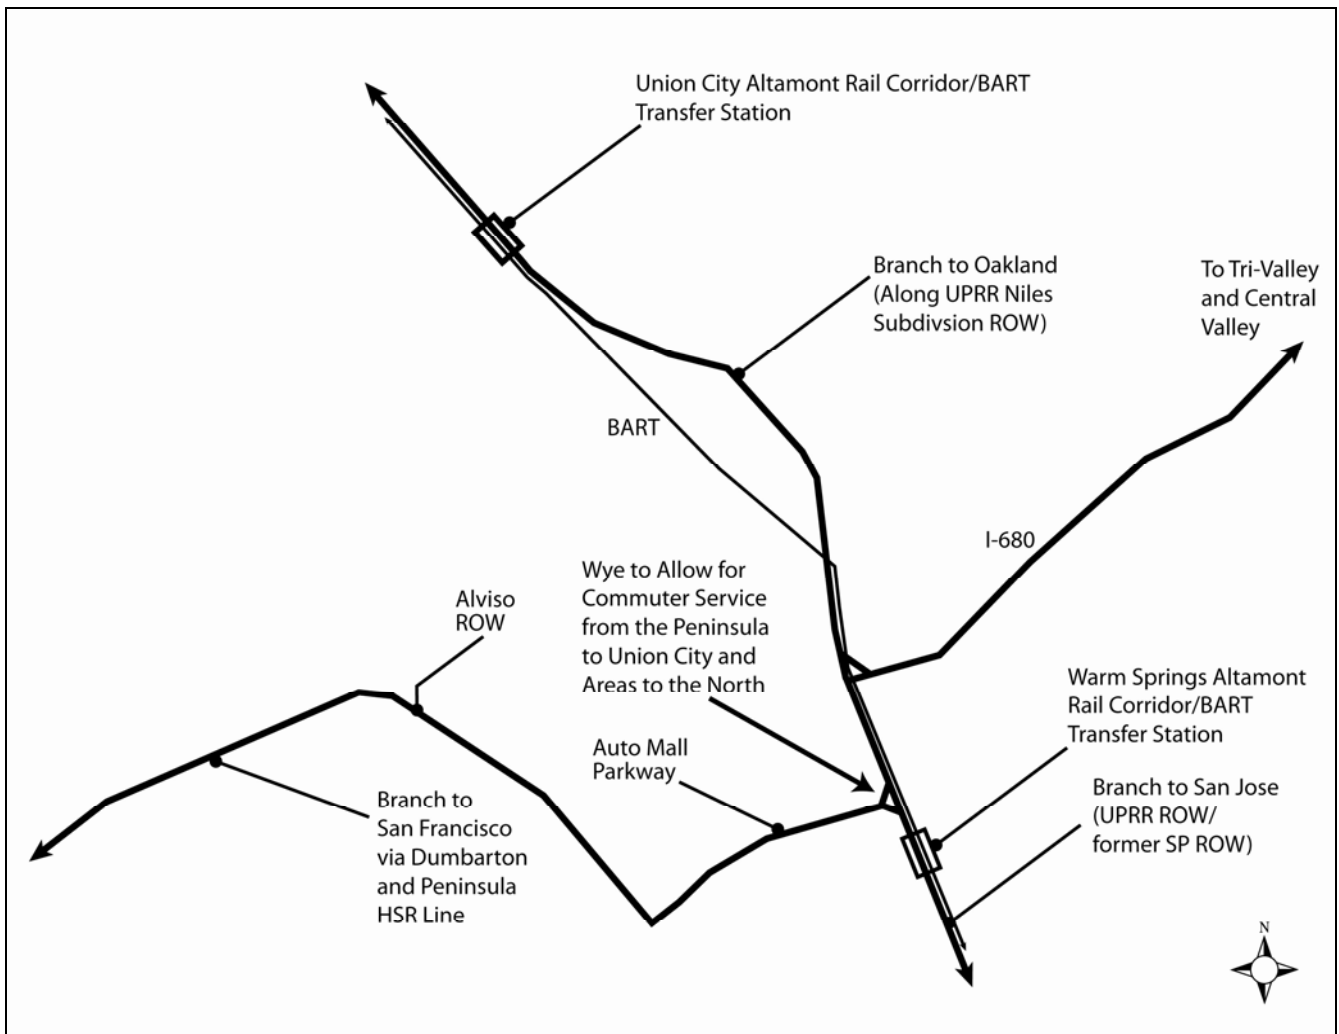 Union City Altamont Rail Corridor/BART
Transfer Station
Branch to Oakland
(Along UPRR Niles
Subdivsion ROW)
To Tri-Valley
and Central
Valley
BART
I-680
Wye to Allow for
Commuter Service
from the Peninsula
to Union City and
Areas to the North
Alviso
ROW
Warm Springs Altamont
Rail Corridor/BART
Transfer Station
Auto Mall
Parkway
Branch to San Jose
(UPRR ROW/
former SP ROW)
Branch to
San Francisco
via Dumbarton
and Peninsula
HSR Line
N